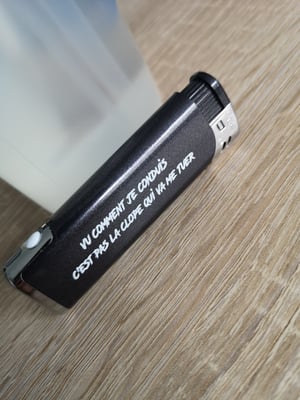 VU COMMENT JE CONDUIS
C'EST PAS LA CLOPE QUI VA ME TUER